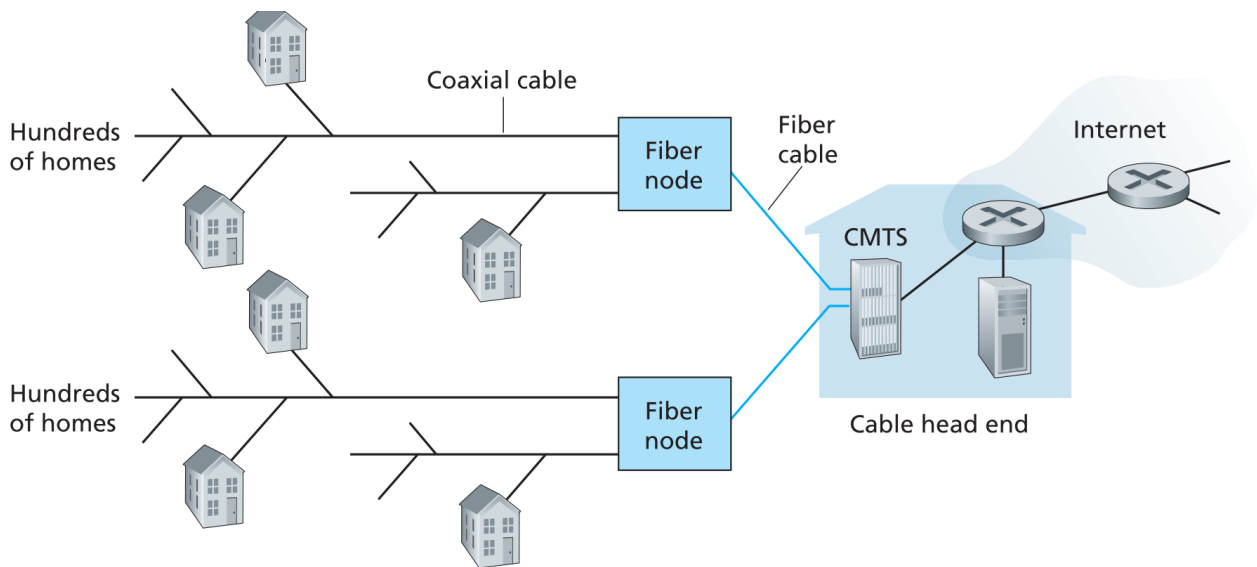 Coaxial cable
Hundreds
of homes
Fiber
node
Fiber
cable
Internet
CMTS
Hundreds
of homes
Fiber
node
Cable head end